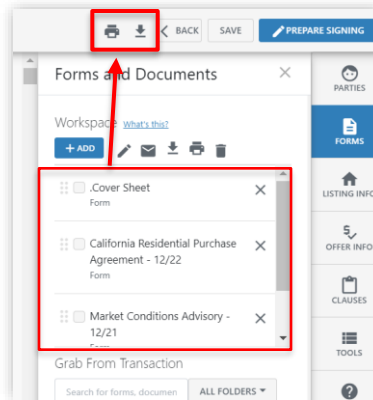 BACK SAVE PREPARE SIGNING
Forms and Documents
PARTIES
Workspace What's this?
+ ADD
FORMS
.Cover Sheet
Form
LISTING INFO
California Residential Purchase
Agreement - 12/22
Form
OFFER INFO
Market Conditions Advisory -
12/21
Form
CLAUSES
Grab From Transaction
TOOLS
Search for forms, documen ALL FOLDERS